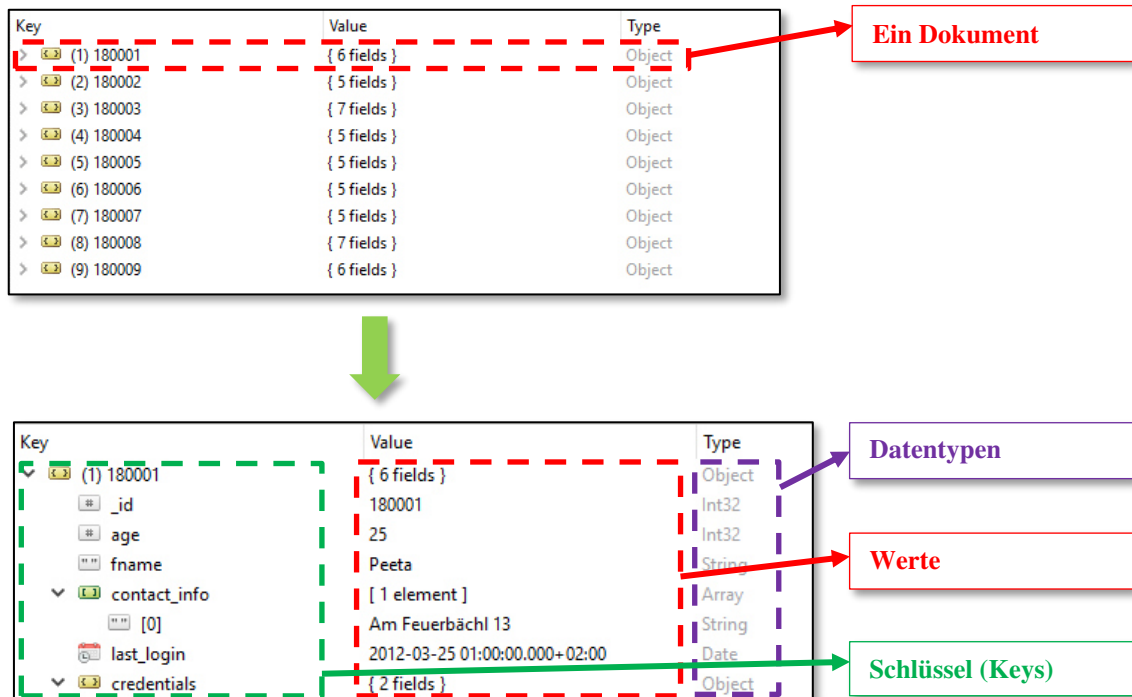 Key Value Type
(1) 180001 { 6 fields } Object
(2) 180002 { 5 fields } Object
(3) 180003 { 7 fields } Object
(4) 180004 { 5 fields } Object
(5) 180005 { 5 fields } Object
(6) 180006 { 5 fields } Object
(7) 180007 { 5 fields } Object
(8) 180008 { 7 fields } Object
(9) 180009 { 6 fields } Object
Ein Dokument
Key Value Type
(1) 180001 { 6 fields } Object
# _id 180001 Int32
# age 25 Int32
"" fname Peeta String
contact_info [ 1 element ] Array
"" [0] Am Feuerbächl 13 String
last_login 2012-03-25 01:00:00.000+02:00 Date
credentials { 2 fields } Object
Datentypen
Werte
Schlüssel (Keys)